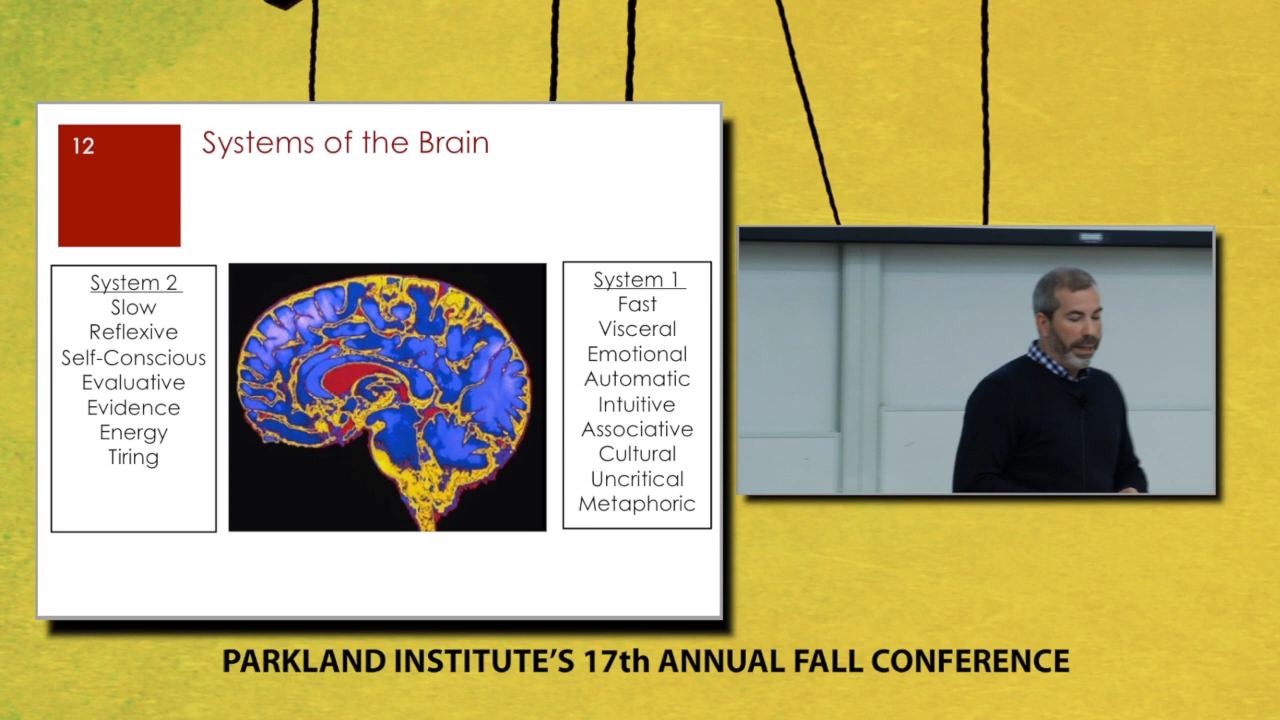 12
Systems of the Brain
System 2
Slow
Reflexive
Self-Conscious
Evaluative
Evidence
Energy
Tiring
System 1
Fast
Visceral
Emotional
Automatic
Intuitive
Associative
Cultural
Uncritical
Metaphoric
PARKLAND INSTITUTE’S 17th ANNUAL FALL CONFERENCE